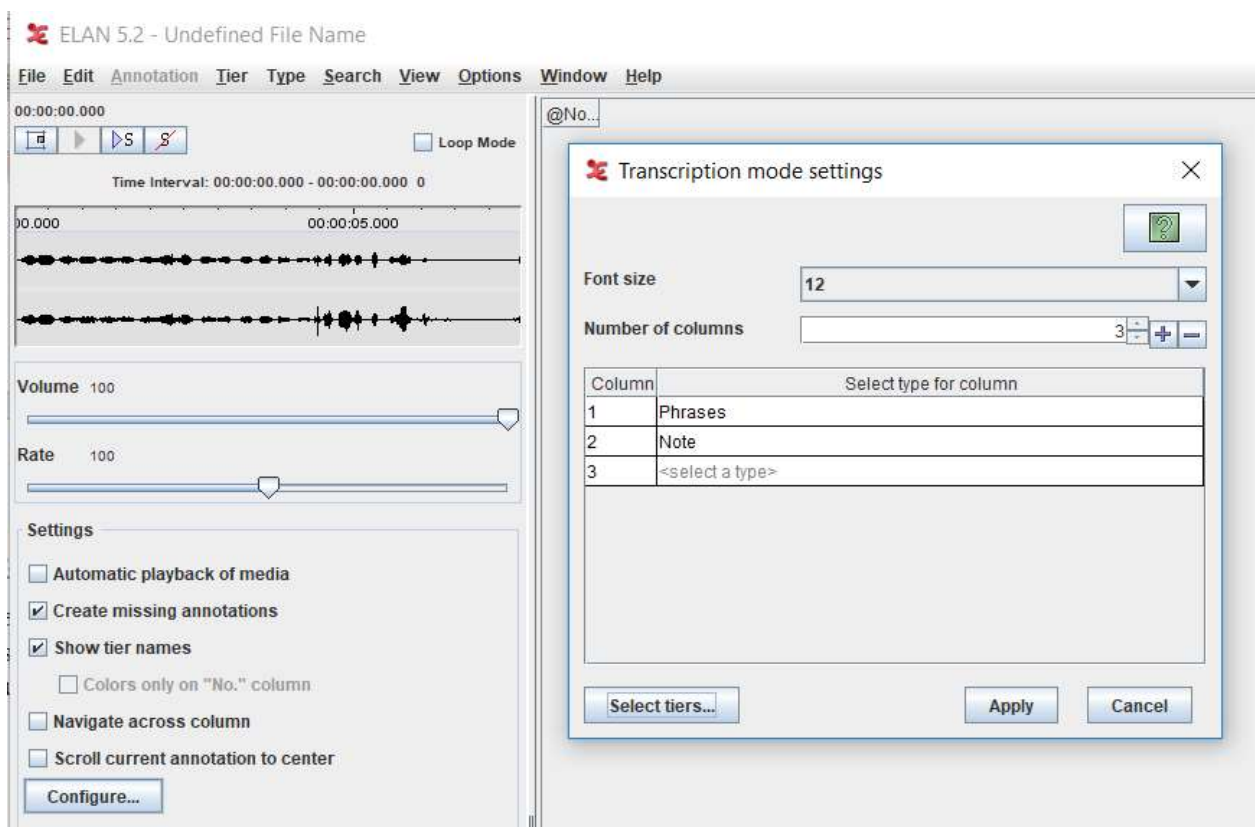 ELAN 5.2 - Undefined File Name
File Edit Annotation Tier Type Search View Options Window Help
00:00:00.000
S S
Loop Mode
Time Interval: 00:00:00.000 - 00:00:00.000 0
00.000 00:00:05.000
Volume 100
Rate 100
Settings
Automatic playback of media
Create missing annotations
Show tier names
Colors only on "No." column
Navigate across column
Scroll current annotation to center
Configure...
@No...
Transcription mode settings
?
Font size 12
Number of columns 3
Column Select type for column
1 Phrases
2 Note
3 <select a type>
Select tiers... Apply Cancel